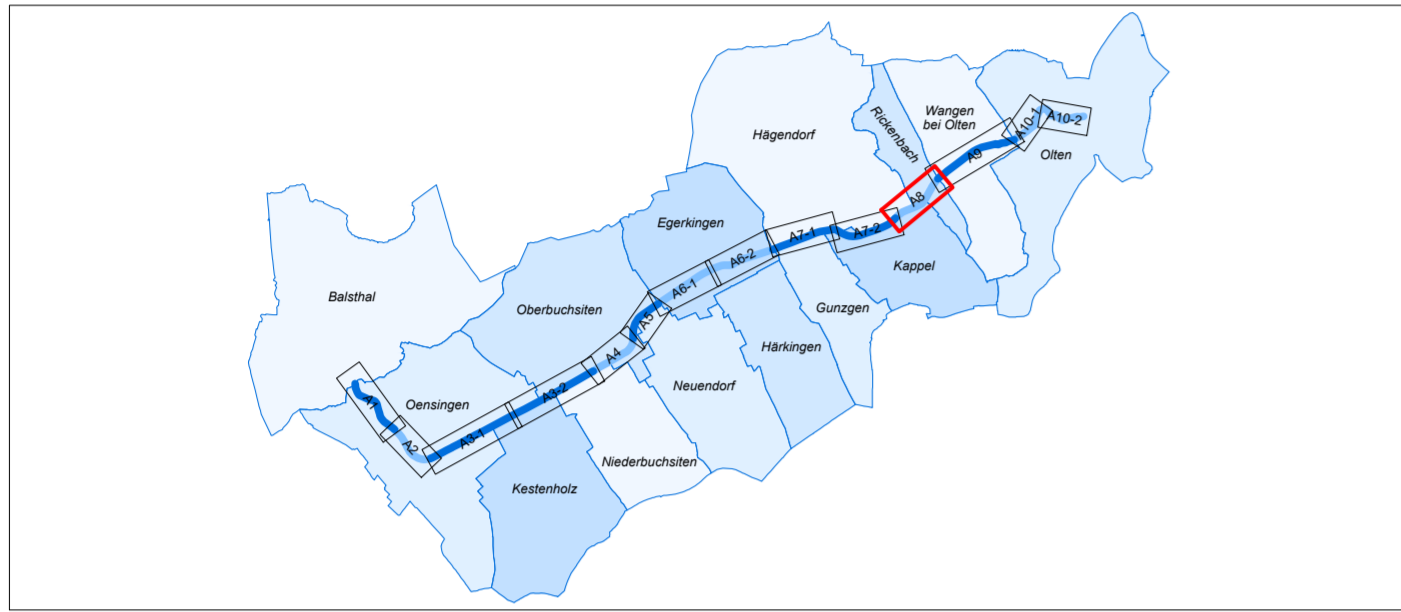 Hägendorf
Rickenbach
Wangen
bei Olten
A10-1
A10-2
Olten
A9
A8
Egerkingen
A7-1
A7-2
Kappel
A6-2
A6-1
Balsthal
Oberbuchsiten
Gunzgen
A5
Härkingen
A4
Neuendorf
A3-2
Oensingen
A1
A2
A3-1
Niederbuchsiten
Kestenholz